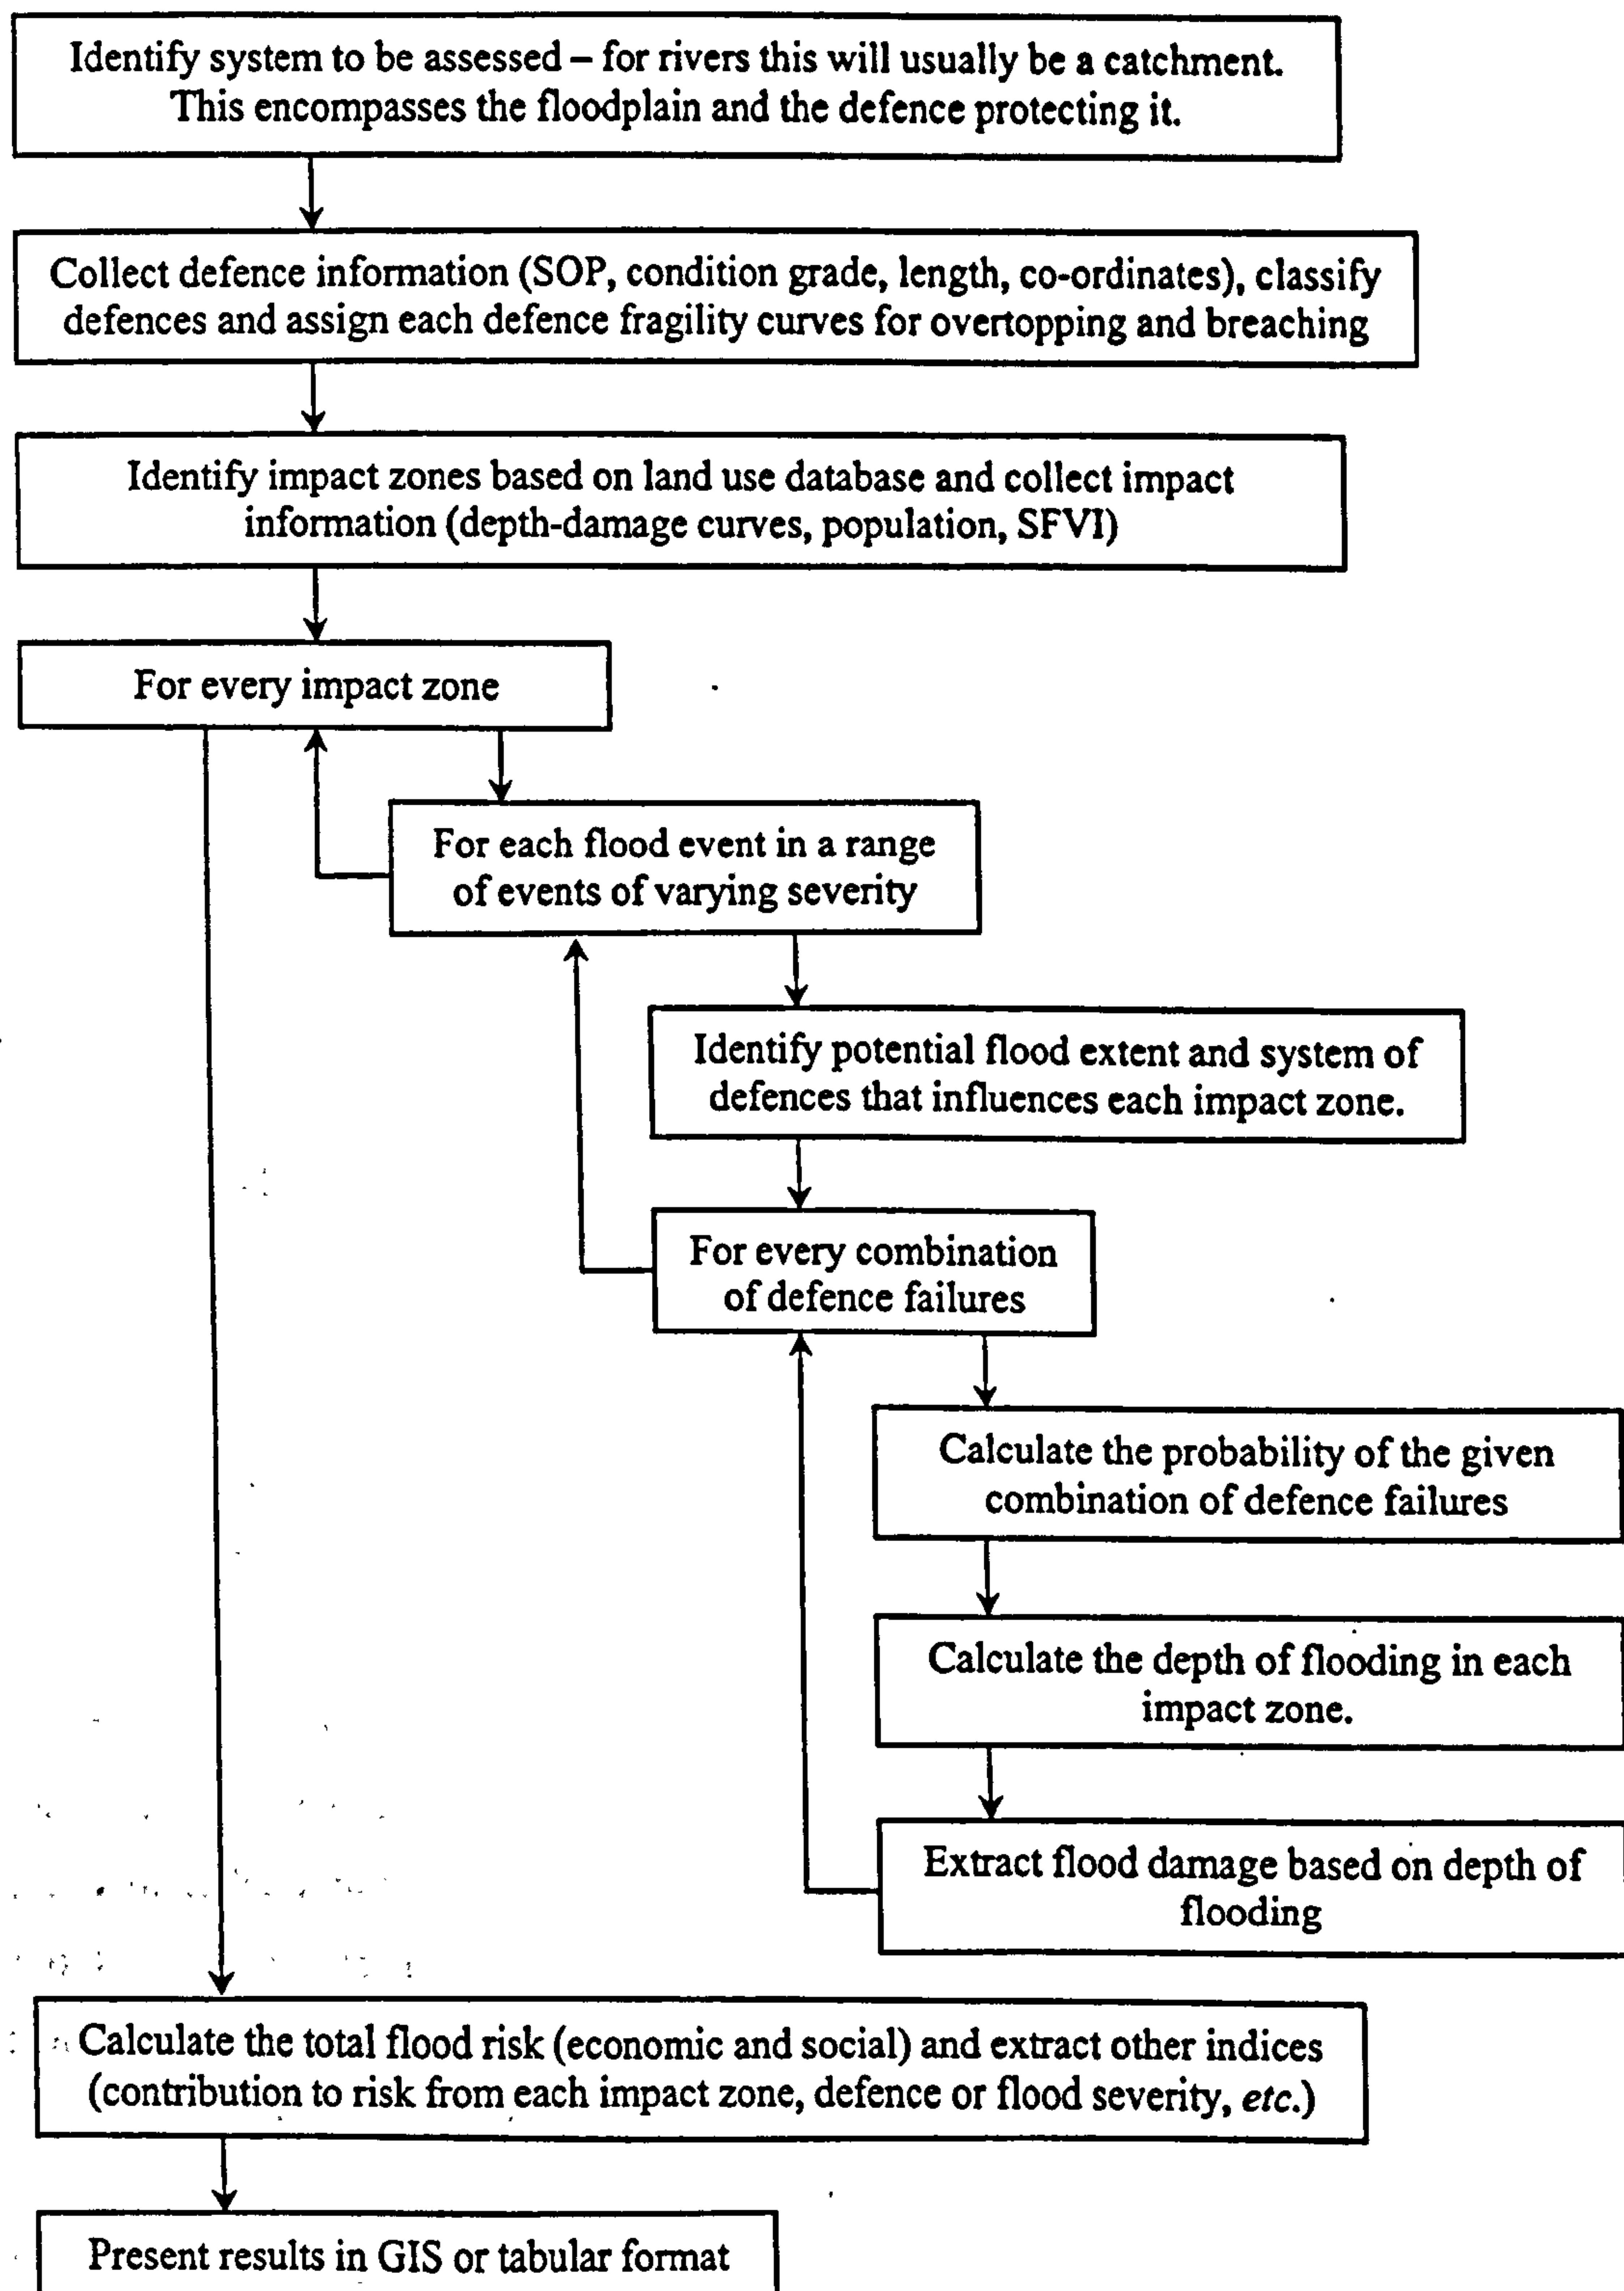 Identify system to be assessed – for rivers this will usually be a catchment.
This encompasses the floodplain and the defence protecting it.
Collect defence information (SOP, condition grade, length, co-ordinates), classify
defences and assign each defence fragility curves for overtopping and breaching
Identify impact zones based on land use database and collect impact
information (depth-damage curves, population, SFVI)
For every impact zone
For each flood event in a range
of events of varying severity
Identify potential flood extent and system of
defences that influences each impact zone.
For every combination
of defence failures
Calculate the probability of the given
combination of defence failures
Calculate the depth of flooding in each
impact zone.
Extract flood damage based on depth of
flooding
Calculate the total flood risk (economic and social) and extract other indices
(contribution to risk from each impact zone, defence or flood severity, etc.)
Present results in GIS or tabular format